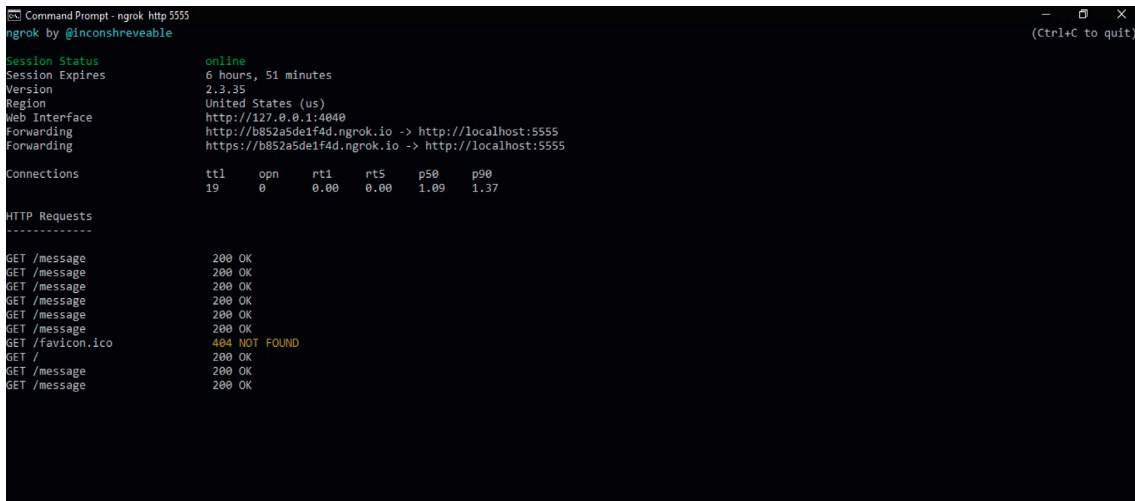 Command Prompt - ngrok http 5555
ngrok by @inconshreveable (Ctrl+C to quit)
Session Status online
Session Expires 6 hours, 51 minutes
Version 2.3.35
Region United States (us)
Web Interface http://127.0.0.1:4040
Forwarding http://b852a5de1f4d.ngrok.io -> http://localhost:5555
Forwarding https://b852a5de1f4d.ngrok.io -> http://localhost:5555
Connections ttl opn rt1 rt5 p50 p90
19 0 0.00 0.00 1.09 1.37
HTTP Requests
-------------
GET /message 200 OK
GET /message 200 OK
GET /message 200 OK
GET /message 200 OK
GET /message 200 OK
GET /message 200 OK
GET /favicon.ico 404 NOT FOUND
GET / 200 OK
GET /message 200 OK
GET /message 200 OK